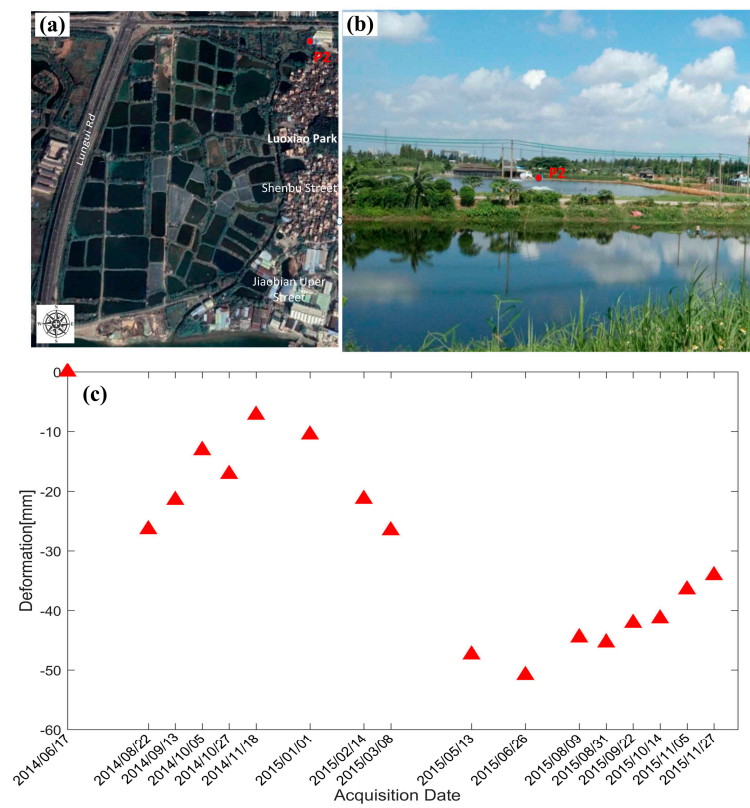 (a)
P2
Lungui Rd
Luoxiao Park
Shenbu Street
Jiaobian Uper
Street
(b)
P2
(c)
0
-10
-20
-30
-40
-50
-60
Deformation[mm]
2014/06/17
2014/08/22
2014/09/13
2014/10/05
2014/10/27
2014/11/18
2015/01/01
2015/02/14
2015/03/08
2015/05/13
2015/06/26
2015/08/09
2015/08/31
2015/09/22
2015/10/14
2015/11/05
2015/11/27
Acquisition Date